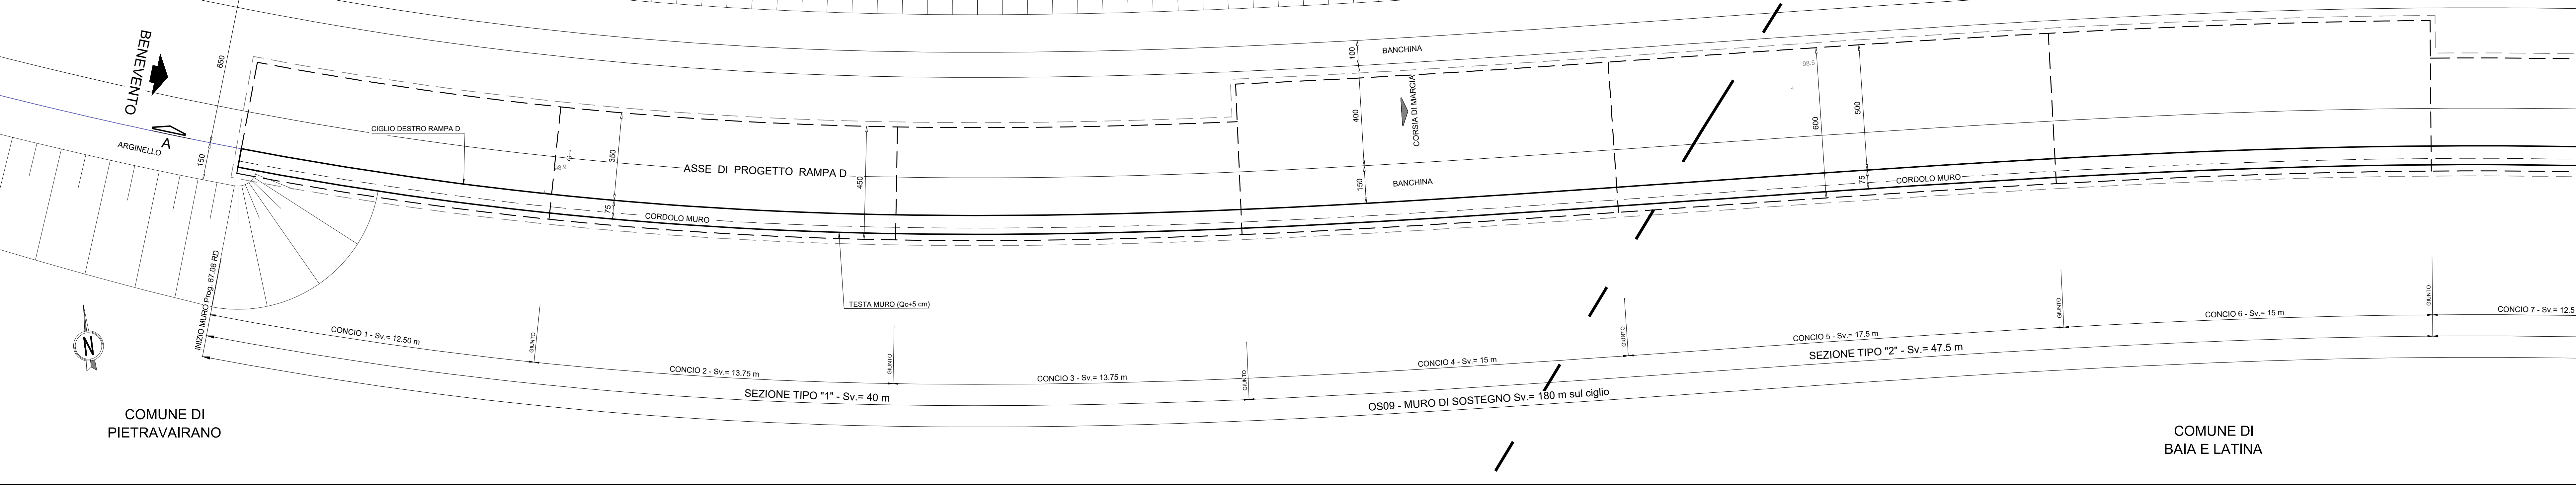 BENEVENTO
650
150
A
ARGINELLO
CIGLIO DESTRO RAMPA D
98.9
1
350
75
ASSE DI PROGETTO RAMPA D
450
CORDOLO MURO
TESTA MURO (Qc+5 cm)
100
BANCHINA
400
CORSIA DI MARCIA
150
BANCHINA
98.5
600
500
75
CORDOLO MURO
INIZIO MURO Prog. 87.08 RD
N
CONCIO 1 - Sv.= 12.50 m
GIUNTO
CONCIO 2 - Sv.= 13.75 m
GIUNTO
CONCIO 3 - Sv.= 13.75 m
GIUNTO
CONCIO 4 - Sv.= 15 m
GIUNTO
CONCIO 5 - Sv.= 17.5 m
GIUNTO
CONCIO 6 - Sv.= 15 m
GIUNTO
CONCIO 7 - Sv.= 12.5
SEZIONE TIPO "1" - Sv.= 40 m
SEZIONE TIPO "2" - Sv.= 47.5 m
OS09 - MURO DI SOSTEGNO Sv.= 180 m sul ciglio
COMUNE DI
PIETRAVAIRANO
COMUNE DI
BAIA E LATINA